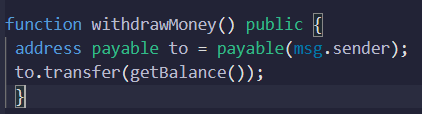 function withdrawMoney() public {
address payable to = payable(msg.sender);
to.transfer(getBalance());
}